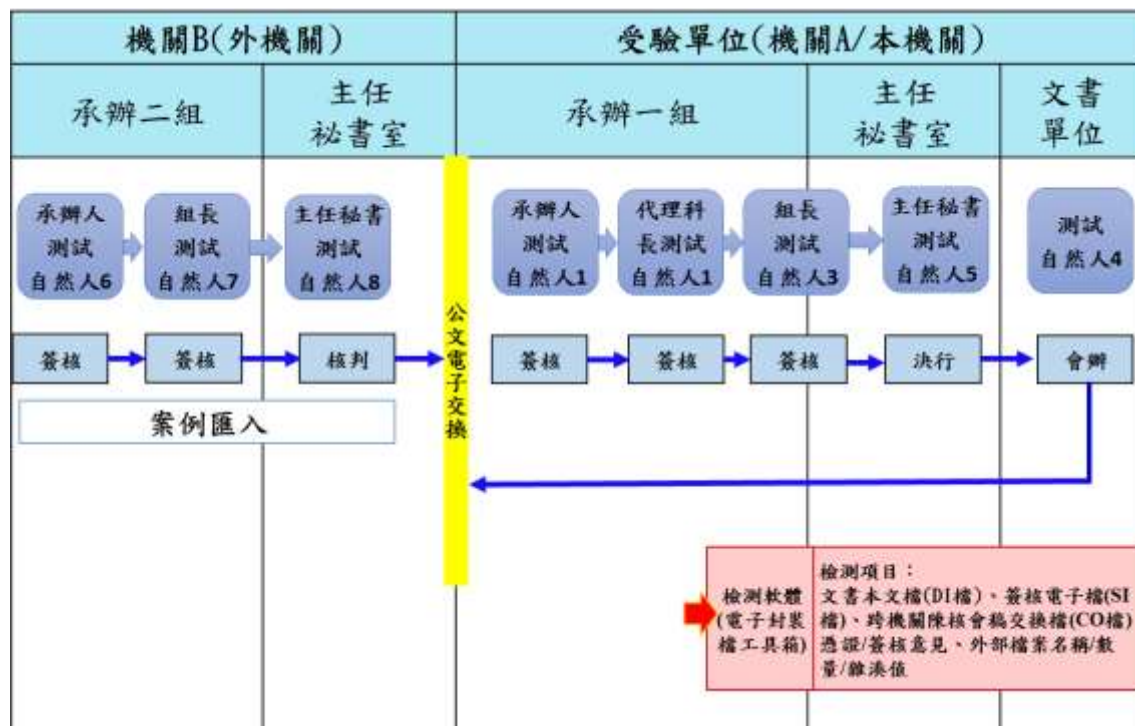 機關B(外機關)
受驗單位(機關A/本機關)
承辦二組
主任
祕書室
承辦一組
主任
祕書室
文書
單位
承辦人
測試
自然人6
組長
測試
自然人7
主任秘書
測試
自然人8
承辦人
測試
自然人1
代理科
長測試
自然人1
組長
測試
自然人3
主任秘書
測試
自然人5
測試
自然人4
簽核
簽核
核判
公文電子交換
簽核
簽核
簽核
決行
會辦
案例匯入
檢測軟體
(電子封裝
檔工具箱)
檢測項目：
文書本文檔(DI檔)、簽核電子檔(SI
檔)、跨機關陳核會稿交換檔(CO檔)
憑證/簽核意見、外部檔案名稱/數
量/雜湊值